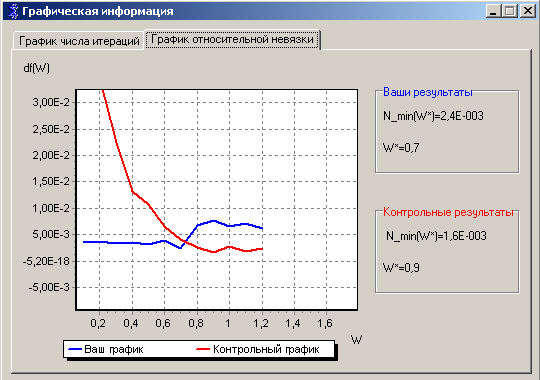 Графическая информация
График числа итераций
График относительной невязки
df(W)
3,00E-2
2,50E-2
2,00E-2
1,50E-2
1,00E-2
5,00E-3
-5,20E-18
-5,00E-3
0,2 0,4 0,6 0,8 1 1,2 1,4 1,6
W
Ваш график
Контрольный график
Ваши результаты
N_min(W*)=2,4E-003
W*=0,7
Контрольные результаты
N_min(W*)=1,6E-003
W*=0,9